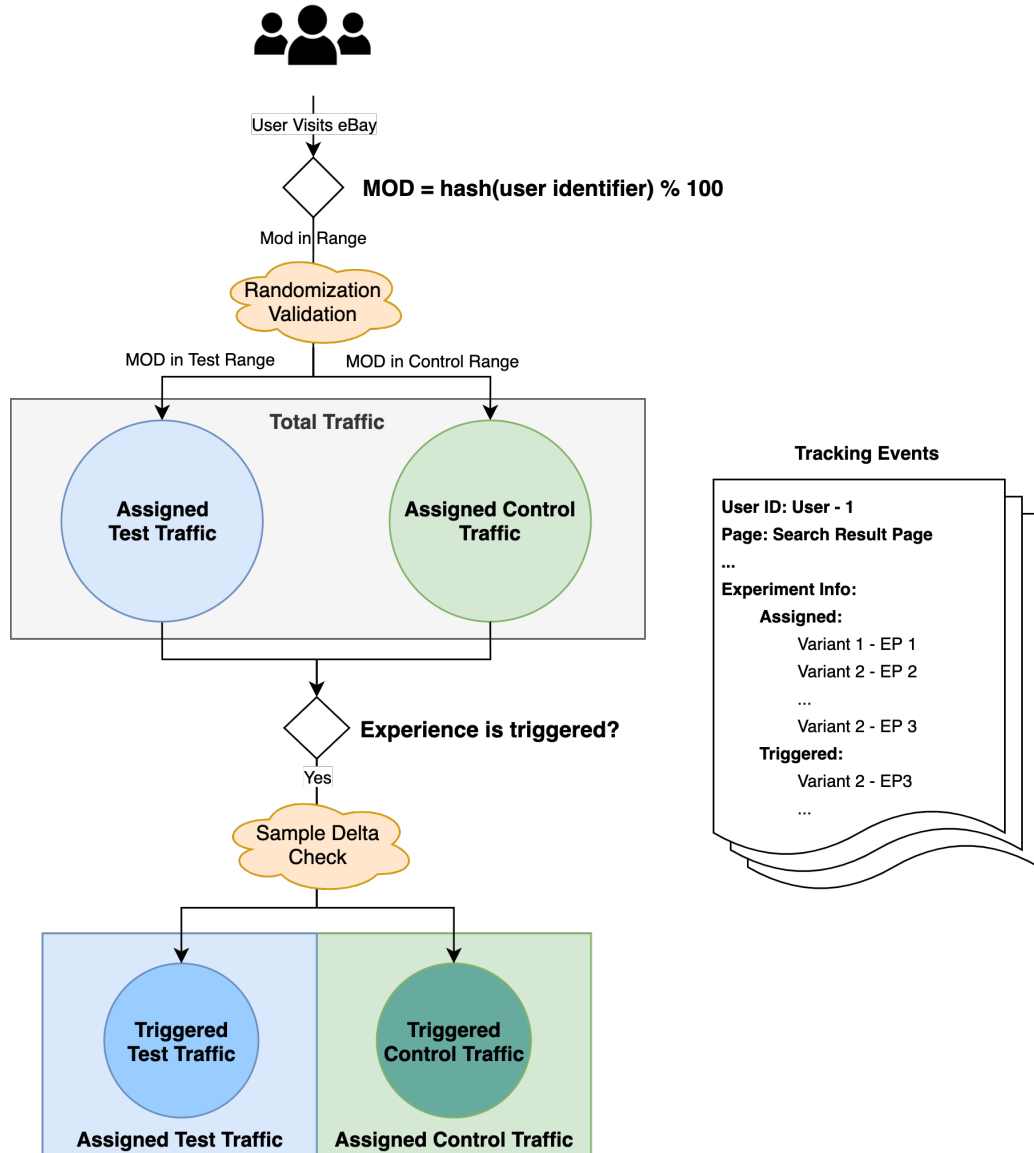 User Visits eBay
MOD = hash(user identifier) % 100
Mod in Range
Randomization
Validation
MOD in Test Range
MOD in Control Range
Total Traffic
Assigned
Test Traffic
Assigned Control
Traffic
Experience is triggered?
Yes
Sample Delta
Check
Triggered
Test Traffic
Triggered
Control Traffic
Assigned Test Traffic
Assigned Control Traffic
Tracking Events
User ID: User - 1
Page: Search Result Page
...
Experiment Info:
Assigned:
Variant 1 - EP 1
Variant 2 - EP 2
...
Variant 2 - EP 3
Triggered:
Variant 2 - EP3
...